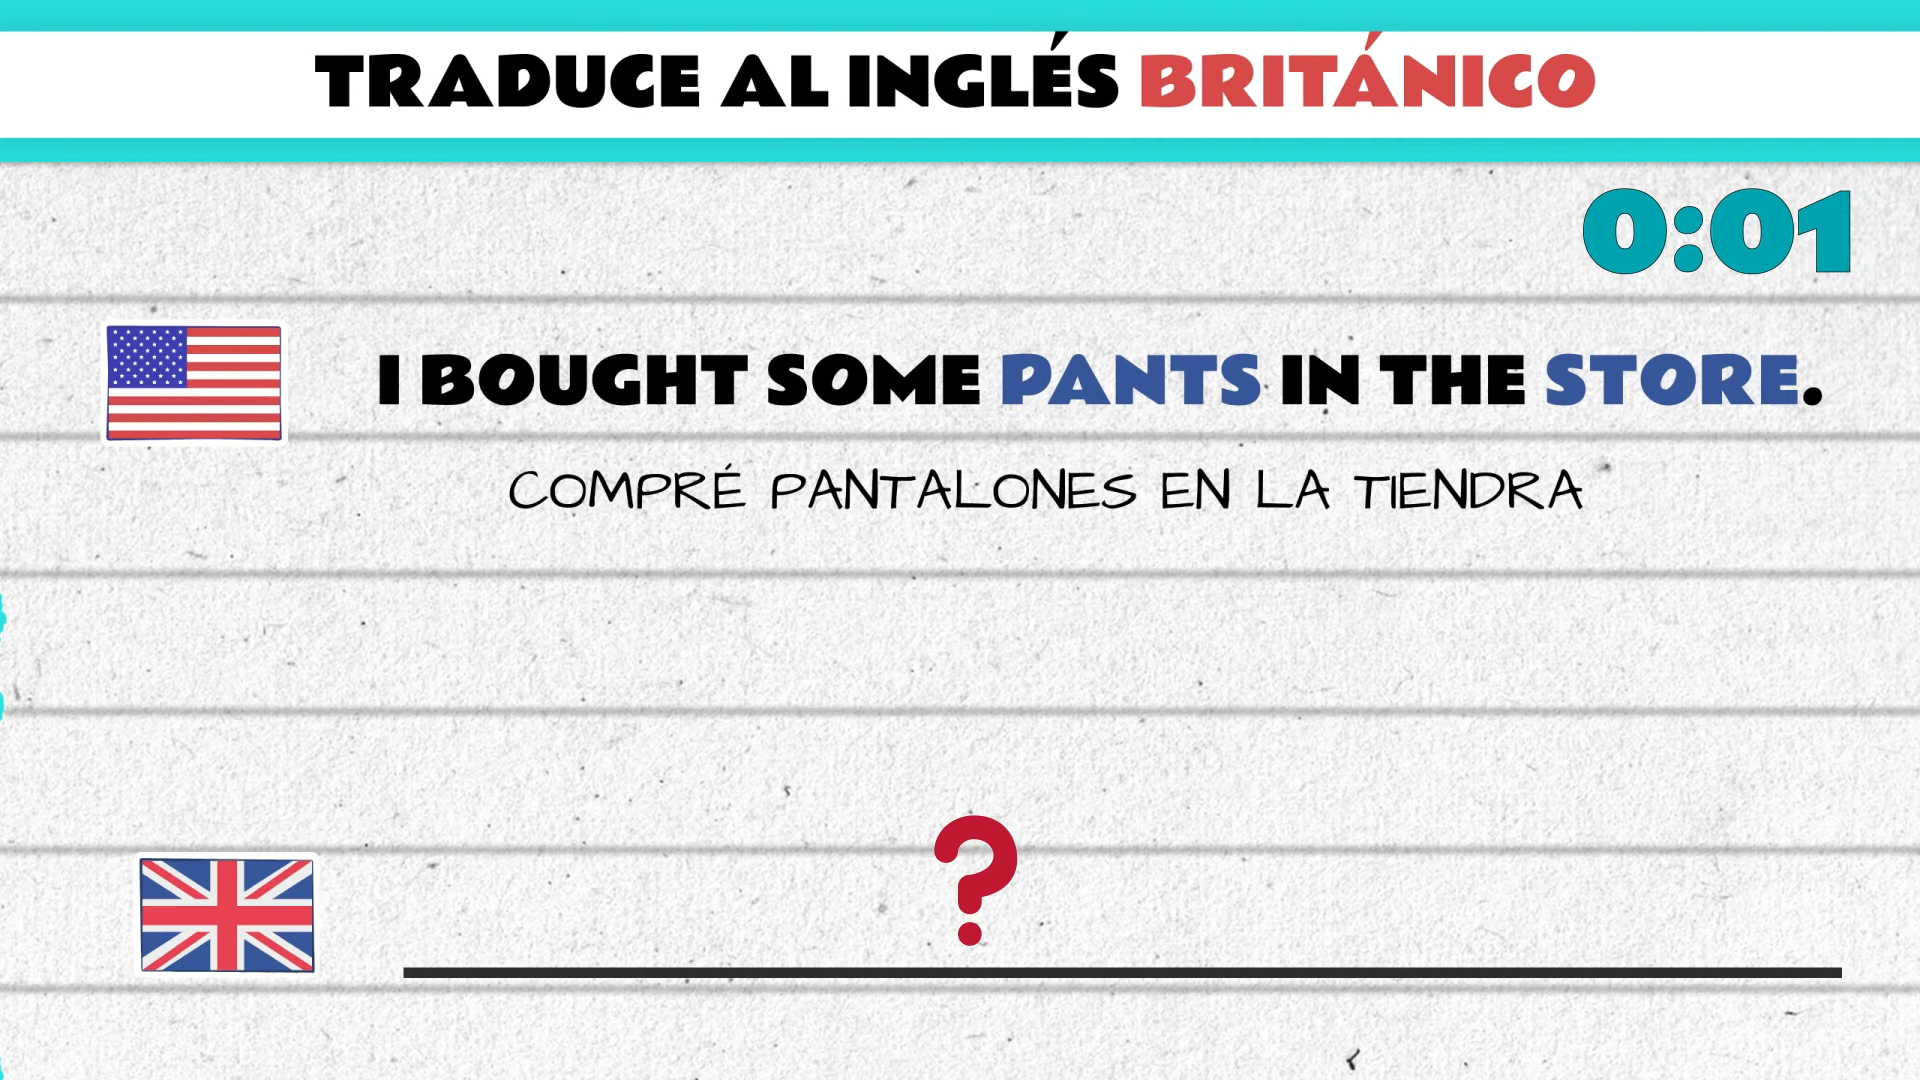 TRADUCE AL INGLÉS BRITÁNICO
0:01
I BOUGHT SOME PANTS IN THE STORE.
COMPRÉ PANTALONES EN LA TIENDRA
?